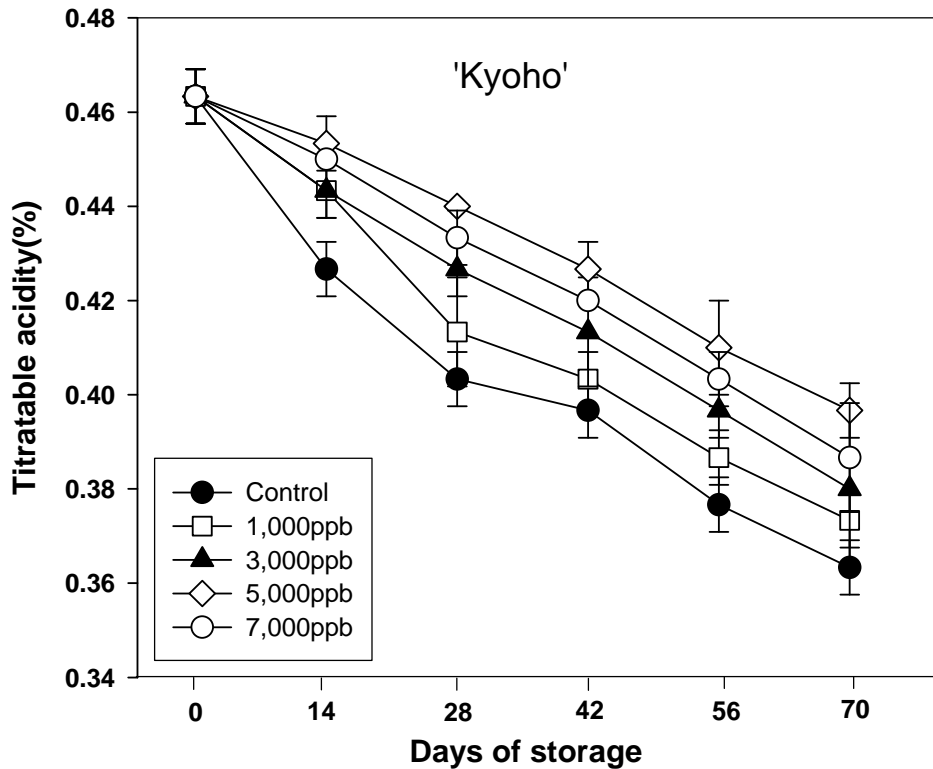 'Kyoho'
Titratable acidity(%)
0.48
0.46
0.44
0.42
0.40
0.38
0.36
0.34
Control
1,000ppb
3,000ppb
5,000ppb
7,000ppb
0 14 28 42 56 70
Days of storage